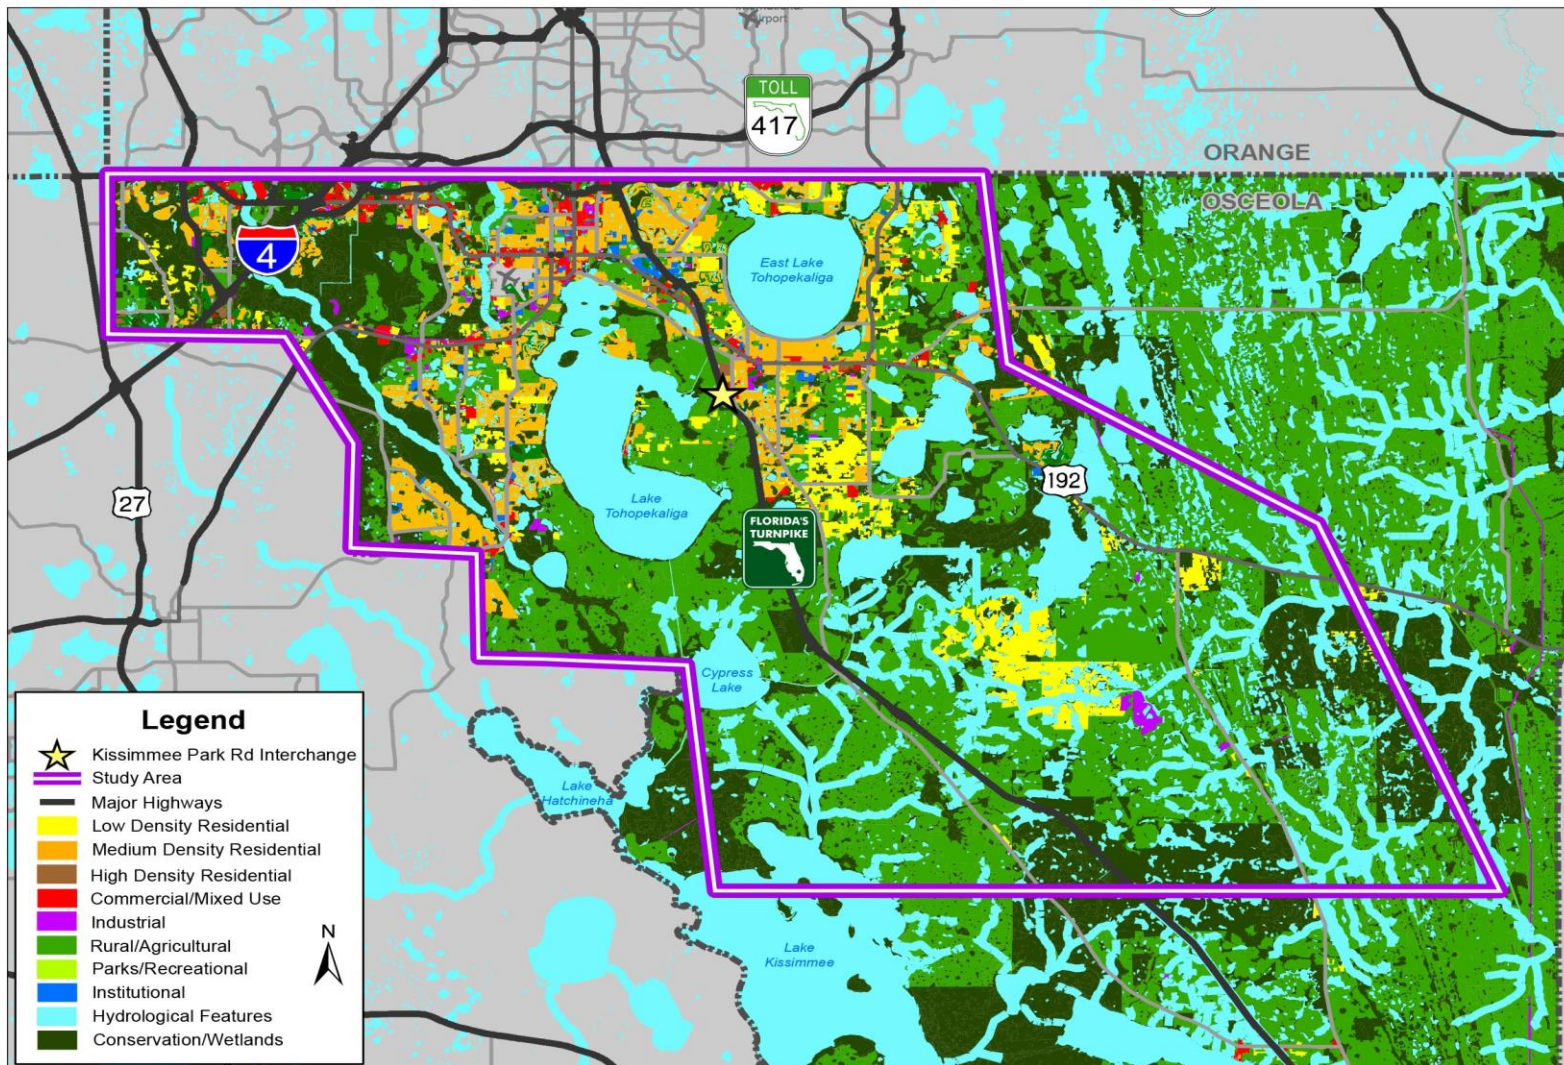 International
Airport
TOLL
417
ORANGE
OSCEOLA
4
East Lake
Tohopekaliga
27
192
Lake
Tohopekaliga
FLORIDA'S
TURNPIKE
Cypress
Lake
Lake
Hatchineha
Lake
Kissimmee
Legend
Kissimmee Park Rd Interchange
Study Area
Major Highways
Low Density Residential
Medium Density Residential
High Density Residential
Commercial/Mixed Use
Industrial
Rural/Agricultural
Parks/Recreational
Institutional
Hydrological Features
Conservation/Wetlands
N